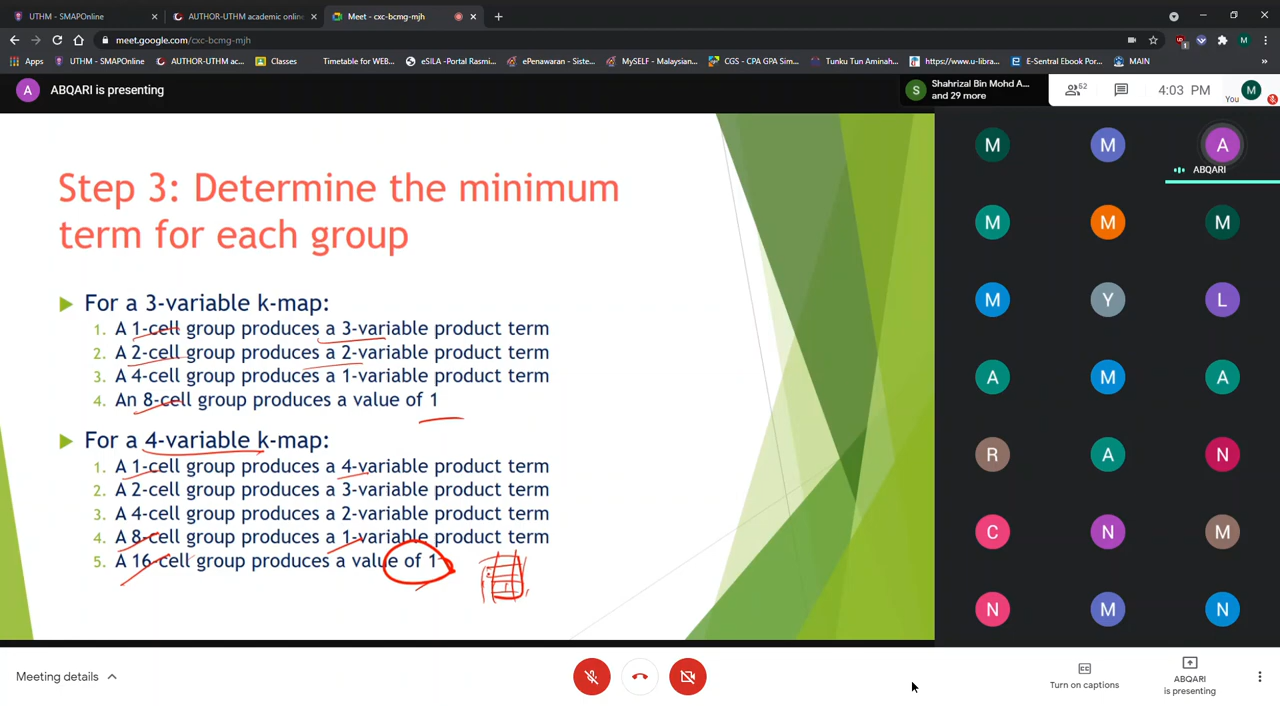 UTHM - SMAPOnline
AUTHOR-UTHM academic onlin
Meet - cxc-bcmg-mjh
meet.google.com/cxc-bcmg-mjh
M
Apps UTHM - SMAPOnline AUTHOR-UTHM ac... Classes Timetable for WEB... eSILA -Portal Rasmi... ePenawaran - Siste... MySELF - Malaysian... CGS - CPA GPA Sim... Tunku Tun Aminah... https://www.u-libra... E-Sentral Ebook Por... MAIN »
A ABQARI is presenting
S Shahrizal Bin Mohd A...
and 29 more
52
4:03 PM
You M
Step 3: Determine the minimum
term for each group
For a 3-variable k-map:
1. A 1-cell group produces a 3-variable product term
2. A 2-cell group produces a 2-variable product term
3. A 4-cell group produces a 1-variable product term
4. An 8-cell group produces a value of 1
For a 4-variable k-map:
1. A 1-cell group produces a 4-variable product term
2. A 2-cell group produces a 3-variable product term
3. A 4-cell group produces a 2-variable product term
4. A 8-cell group produces a 1-variable product term
5. A 16-cell group produces a value of 1
M M A
ABQARI
M M M
M Y L
A M A
R A N
C N M
N M N
Meeting details
Turn on captions
ABQARI
is presenting